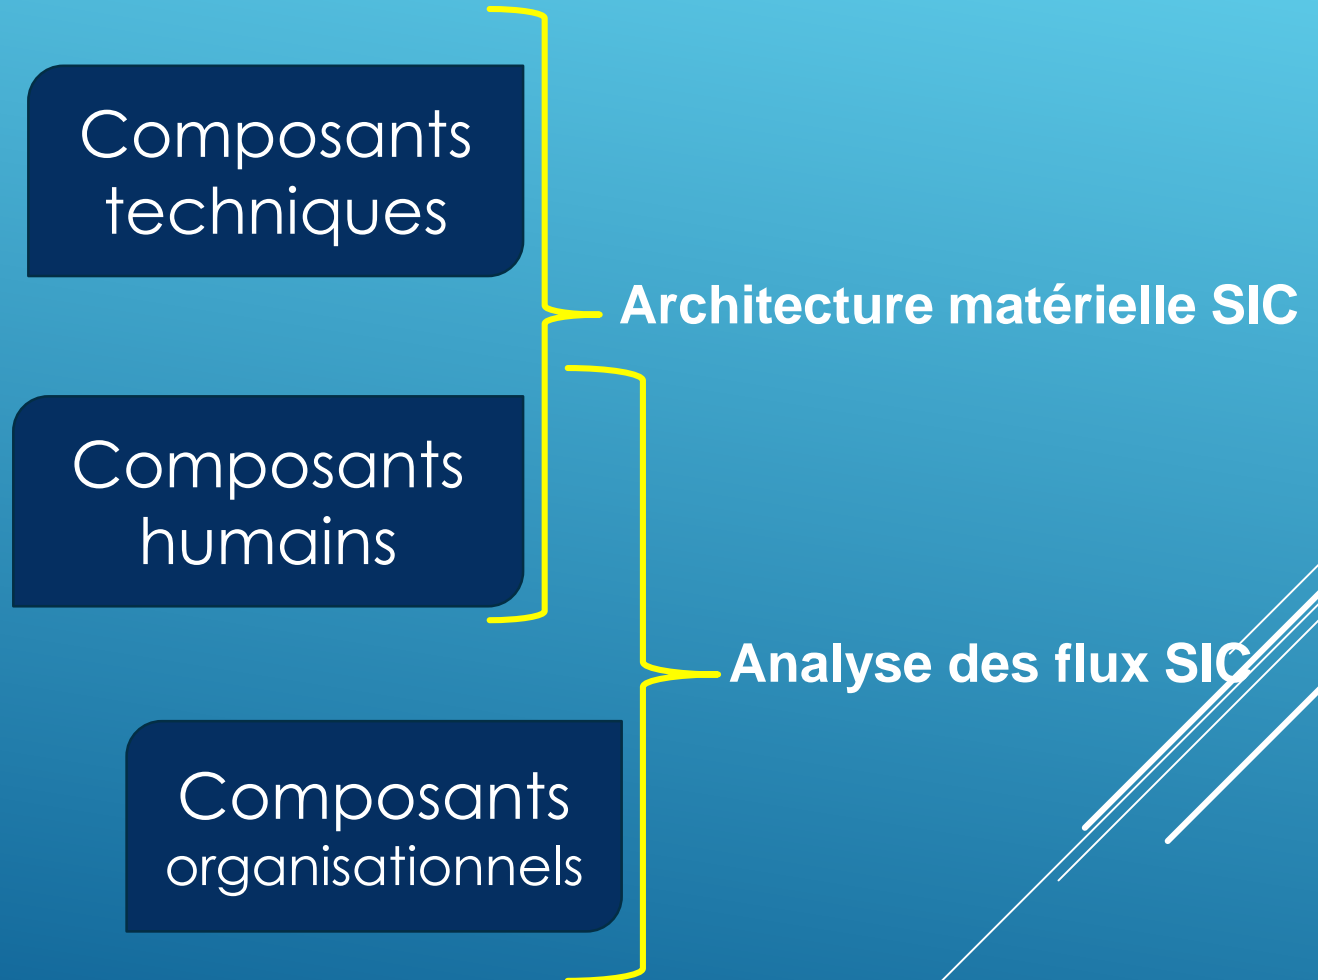 Composants
techniques
Architecture matérielle SIC
Composants
humains
Analyse des flux SIC
Composants
organisationnels